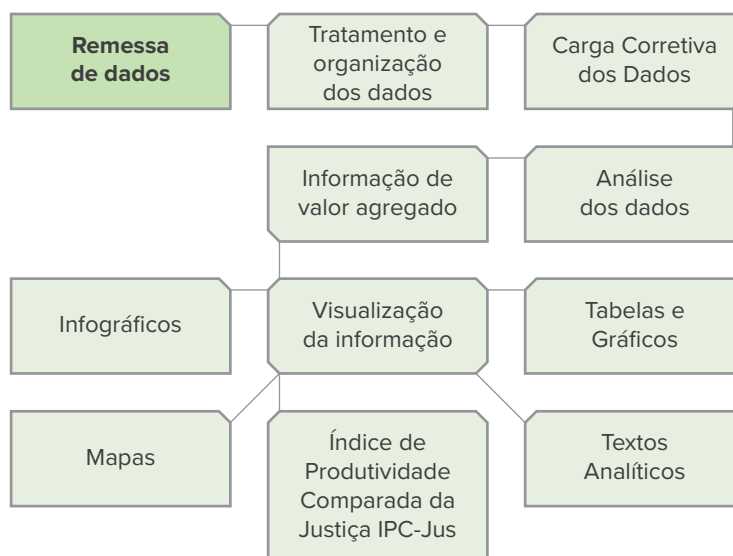 Remessa
de dados
Tratamento e
organização
dos dados
Carga Corretiva
dos Dados
Informação de
valor agregado
Análise
dos dados
Infográficos
Visualização
da informação
Tabelas e
Gráficos
Mapas
Índice de
Produtividade
Comparada da
Justiça IPC-Jus
Textos
Analíticos